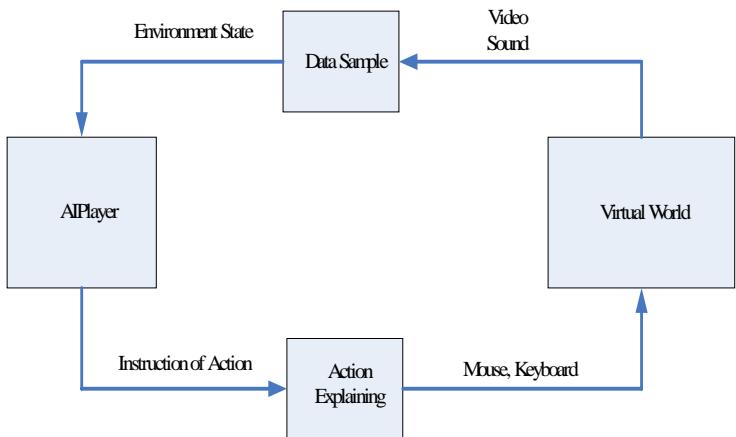 Environment State
Video
Sound
Data Sample
AIPlayer
Virtual World
Instruction of Action
Action
Explaining
Mouse, Keyboard